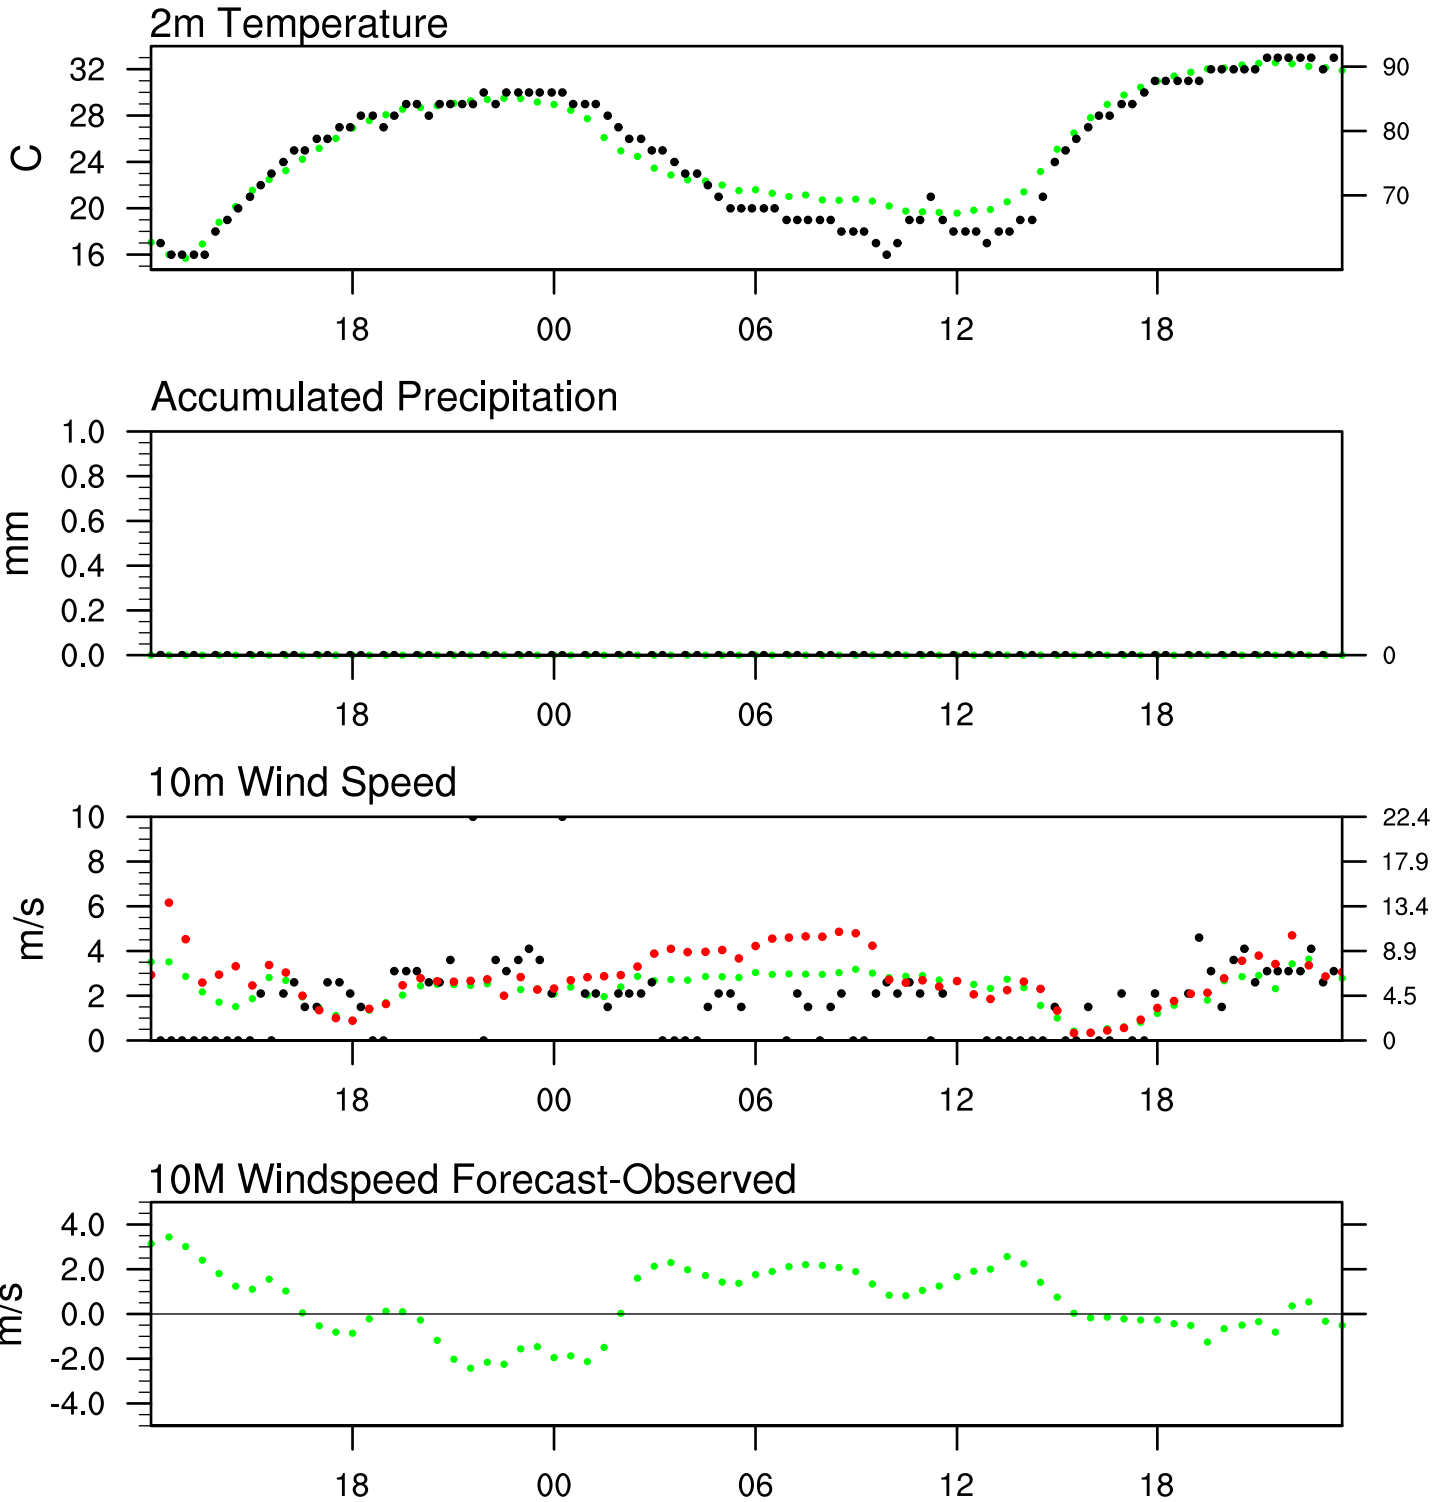 2m Temperature
32
28
24
20
16
C
90
80
70
18 00 06 12 18
Accumulated Precipitation
1.0
0.8
0.6
0.4
0.2
0.0
mm
0
18 00 06 12 18
10m Wind Speed
10
8
6
4
2
0
m/s
22.4
17.9
13.4
8.9
4.5
0
18 00 06 12 18
10M Windspeed Forecast-Observed
4.0
2.0
0.0
-2.0
-4.0
m/s
18 00 06 12 18